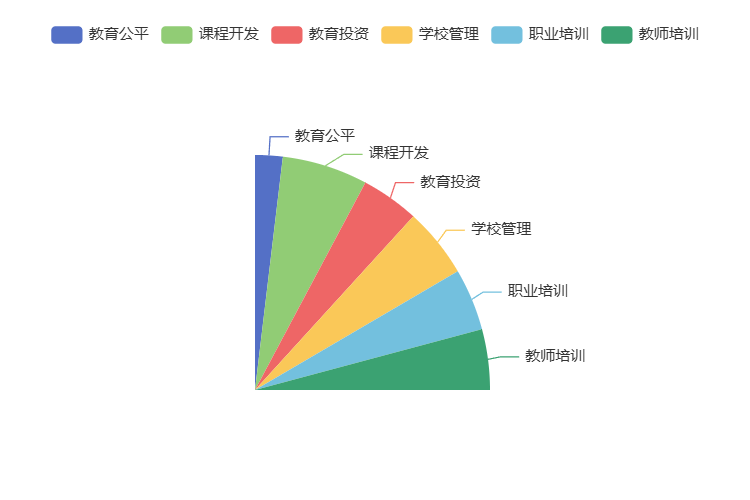 教育公平 课程开发 教育投资 学校管理 职业培训 教师培训
教育公平
课程开发
教育投资
学校管理
职业培训
教师培训